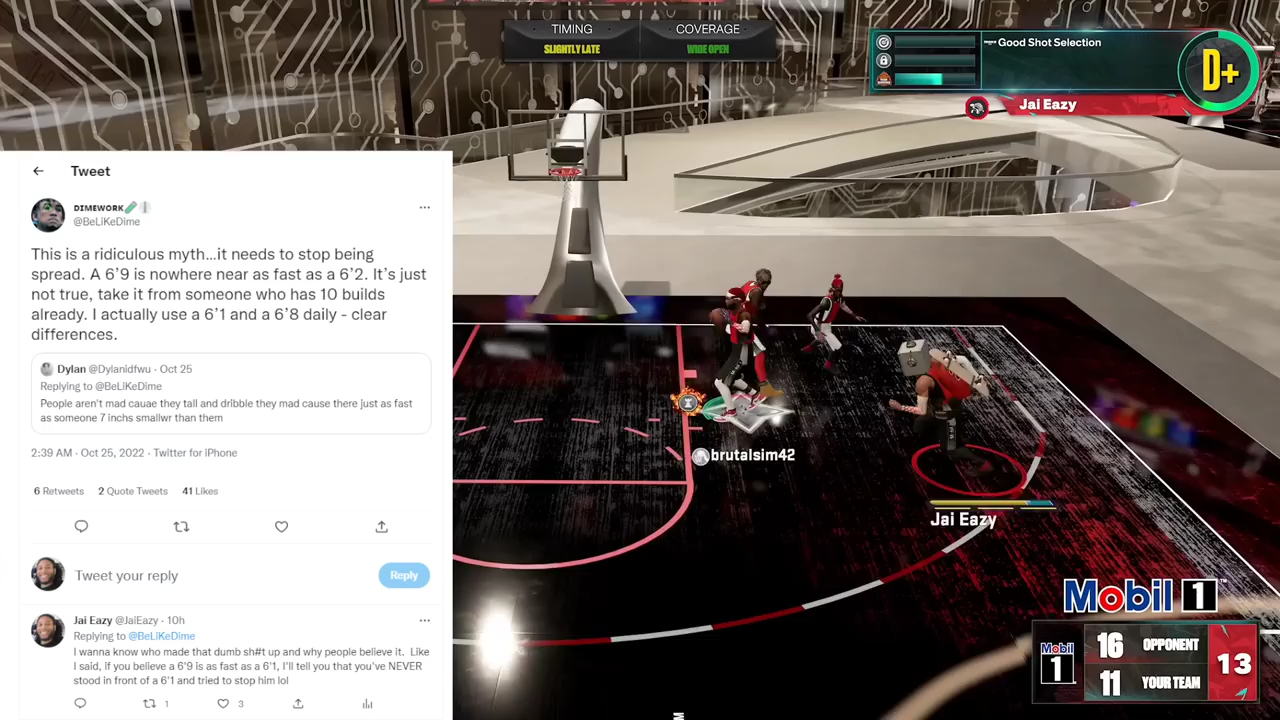 TIMING
COVERAGE
SLIGHTLY LATE
WIDE OPEN
Good Shot Selection
D+
Jai Eazy
Tweet
DIMEWORK
@BeLiKeDime
This is a ridiculous myth...it needs to stop being
spread. A 6'9 is nowhere near as fast as a 6'2. It's just
not true, take it from someone who has 10 builds
already. I actually use a 6'1 and a 6'8 daily - clear
differences.
Dylan @Dylanidfwu · Oct 25
Replying to @BeLiKeDime
People aren't mad cauae they tall and dribble they mad cause there just as fast
as someone 7 inchs smallwr than them
2:39 AM · Oct 25, 2022 · Twitter for iPhone
6 Retweets 2 Quote Tweets 41 Likes
Tweet your reply
Reply
Jai Eazy @JaiEazy · 10h
Replying to @BeLiKeDime
I wanna know who made that dumb sh#t up and why people believe it. Like
I said, if you believe a 6'9 is as fast as a 6'1, I'll tell you that you've NEVER
stood in front of a 6'1 and tried to stop him lol
1
3
brutalsim42
Jai Eazy
Mobil 1
Mobil 1
16 OPPONENT
11 YOUR TEAM
13